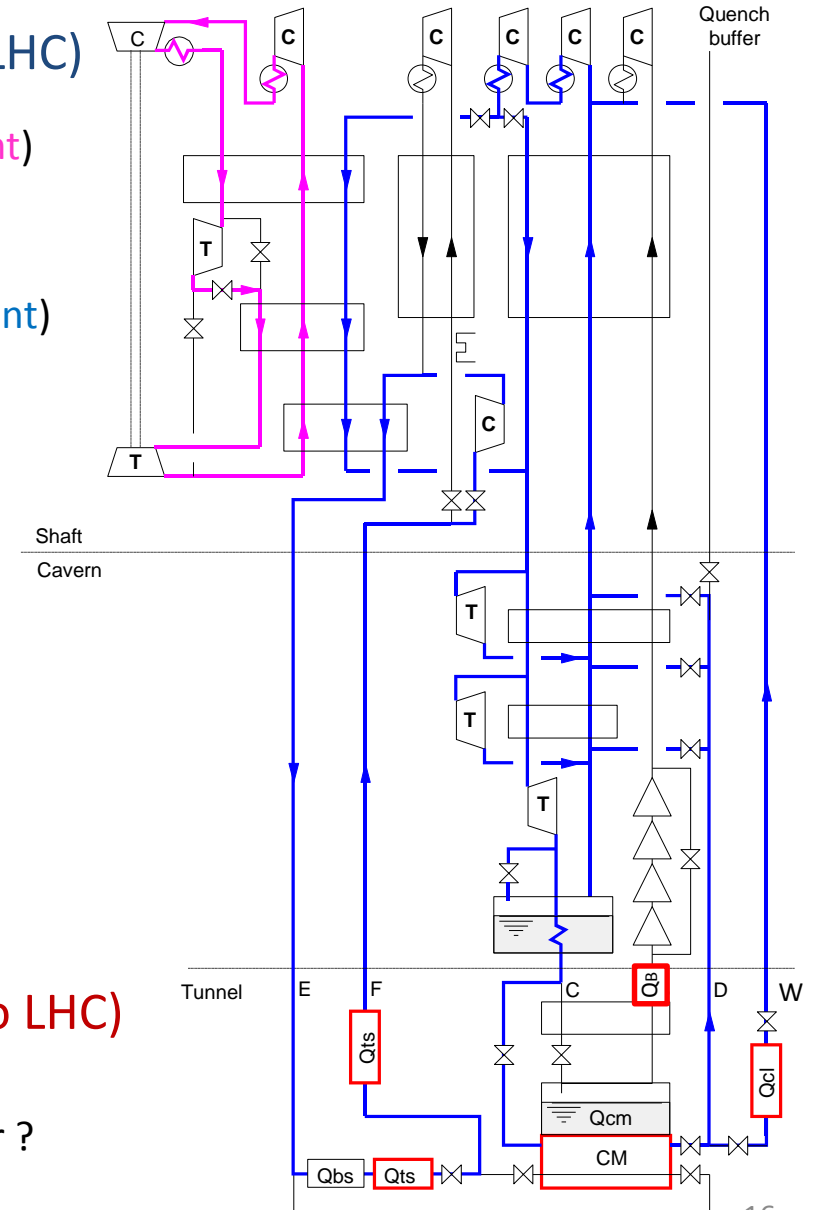 Quench
buffer
C
C
C
C
C
C
LHC)
nt)
T
nt)
C
T
Shaft
Cavern
T
T
T
Tunnel
E
F
C
QB
D
W
o LHC)
Qts
Qcl
Qcm
r ?
CM
Qbs
Qts